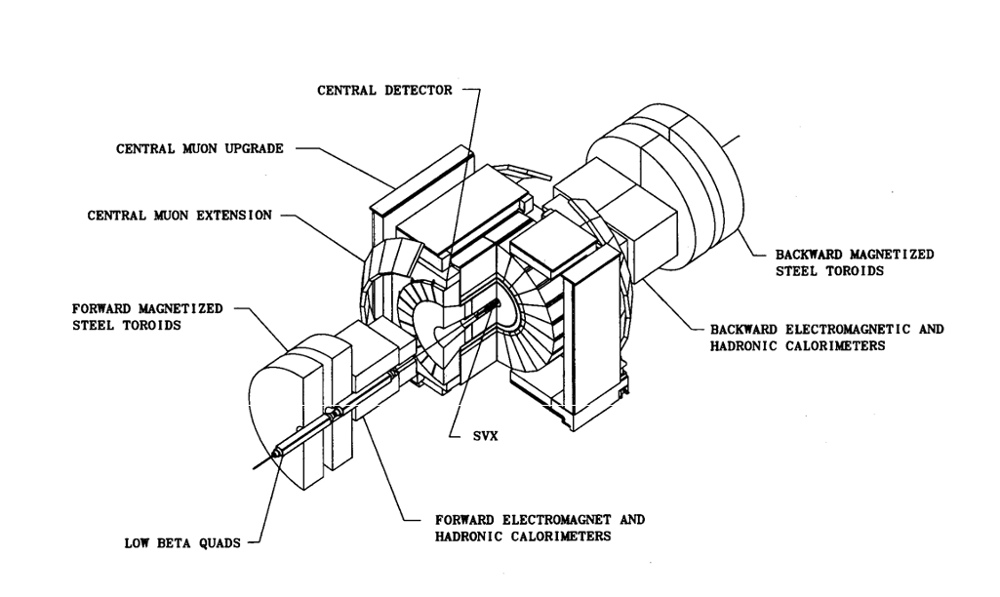 CENTRAL DETECTOR
CENTRAL MUON UPGRADE
CENTRAL MUON EXTENSION
FORWARD MAGNETIZED
STEEL TOROIDS
BACKWARD MAGNETIZED
STEEL TOROIDS
BACKWARD ELECTROMAGNETIC AND
HADRONIC CALORIMETERS
SVX
FORWARD ELECTROMAGNET AND
HADRONIC CALORIMETERS
LOW BETA QUADS